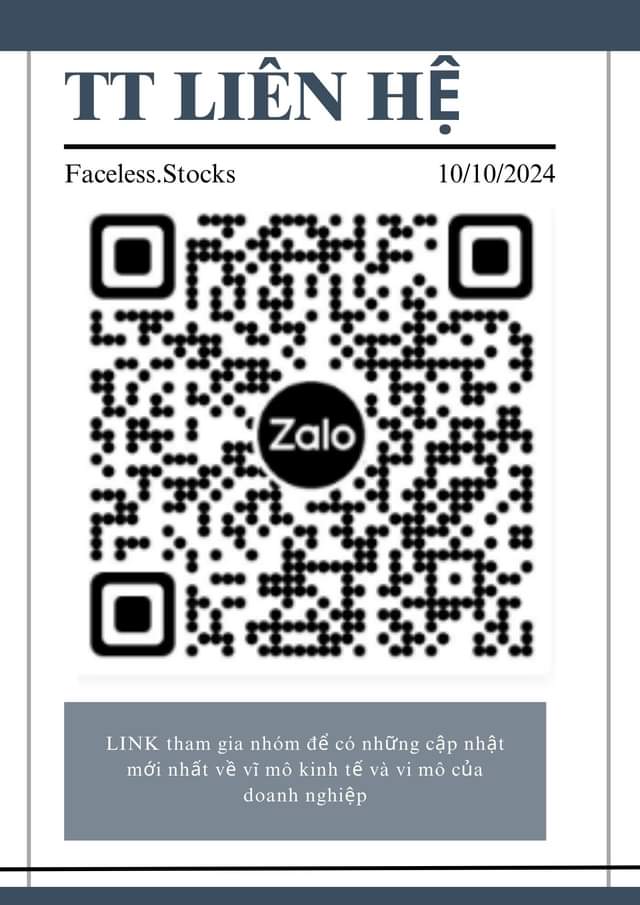 TT LIÊN HỆ
Faceless.Stocks 10/10/2024
Zalo
LINK tham gia nhóm để có những cập nhật
mới nhất về vĩ mô kinh tế và vi mô của
doanh nghiệp